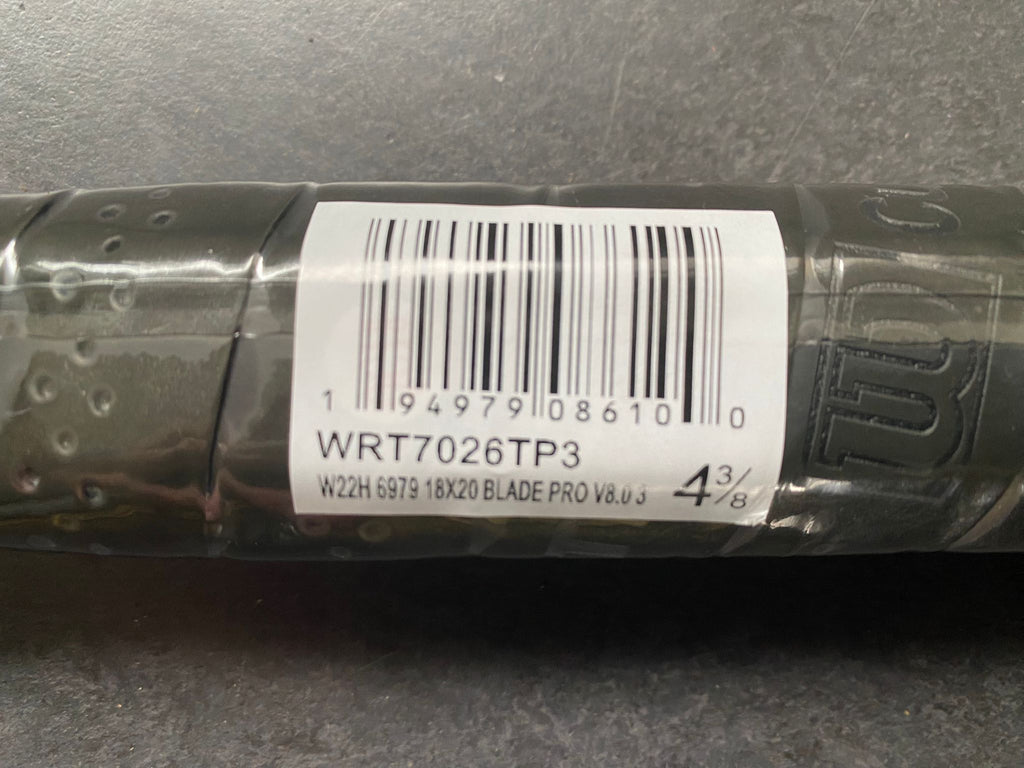 1 94979 08610 0
WRT7026TP3
W22H 6979 18X20 BLADE PRO V8.0 3
4 3/8